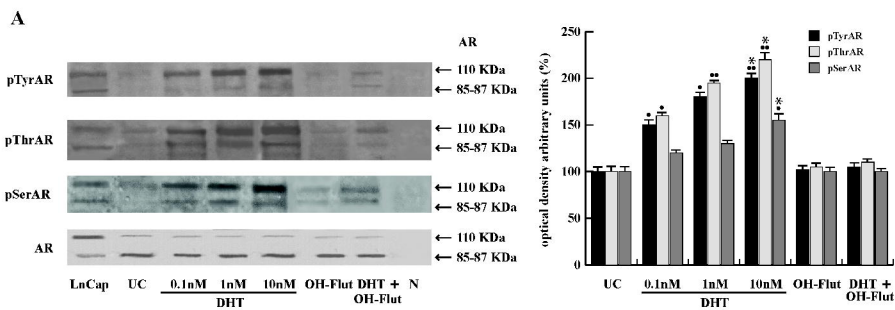 A
AR
pTyrAR
← 110 KDa
← 85-87 KDa
pThrAR
← 110 KDa
← 85-87 KDa
pSerAR
← 110 KDa
← 85-87 KDa
AR
← 110 KDa
← 85-87 KDa
LnCap UC 0.1nM 1nM 10nM OH-Flut DHT + N
OH-Flut
DHT
optical density arbitrary units (%)
250
200
150
100
50
0
pTyrAR
pThrAR
pSerAR
• • • •• •• * •• * • *
UC 0.1nM 1nM 10nM OH-Flut DHT +
OH-Flut
DHT